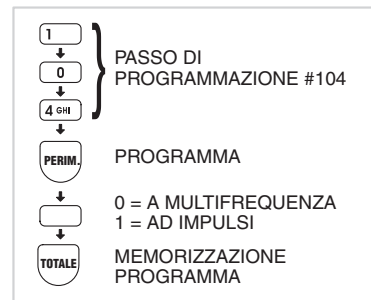 1
0
4 GHI
PASSO DI
PROGRAMMAZIONE #104
PERIM.
PROGRAMMA
0 = A MULTIFREQUENZA
1 = AD IMPULSI
TOTALE
MEMORIZZAZIONE
PROGRAMMA